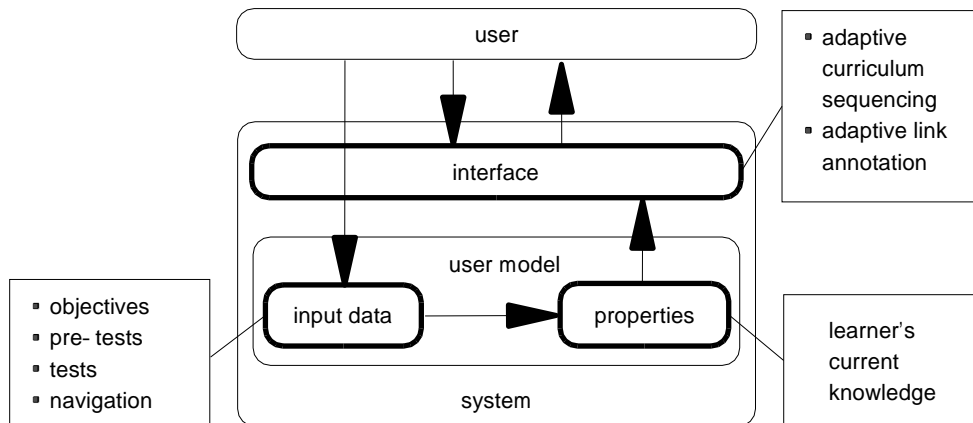 user
▪ adaptive
curriculum
sequencing
▪ adaptive link
annotation
interface
user model
▪ objectives
▪ pre- tests
▪ tests
▪ navigation
input data
properties
learner's
current
knowledge
system